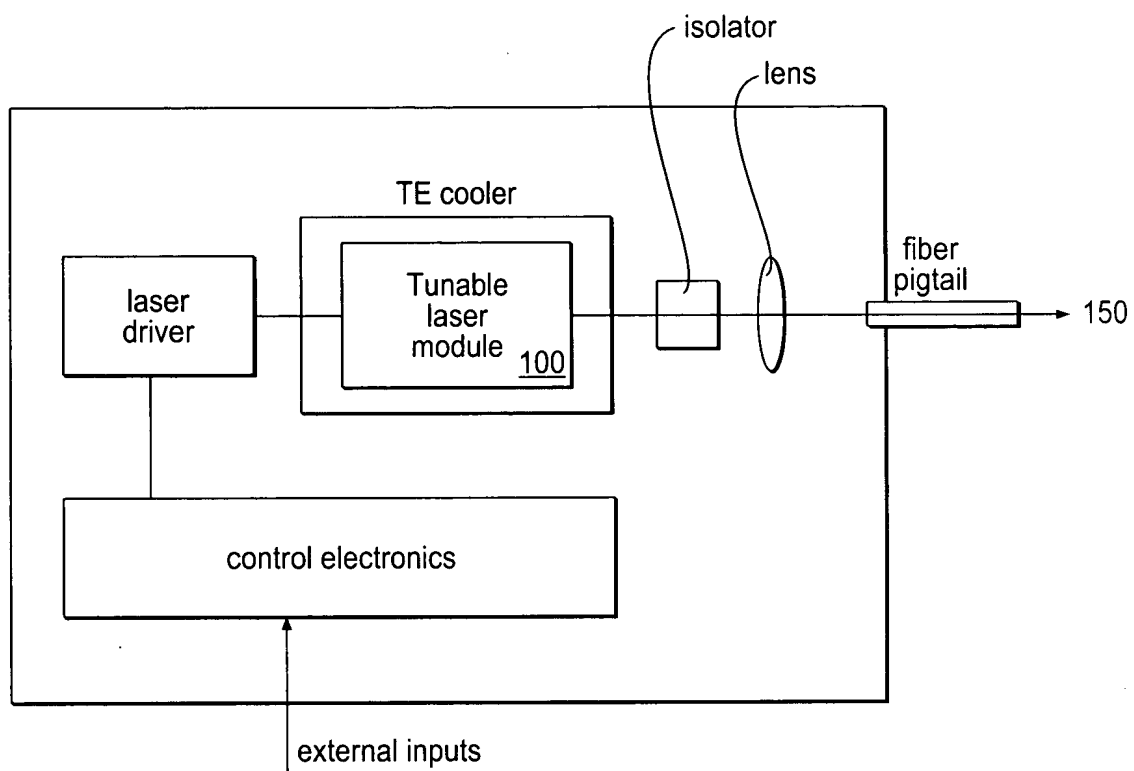 isolator
lens
TE cooler
fiber
pigtail
laser
driver
Tunable
laser
module
100
150
control electronics
external inputs